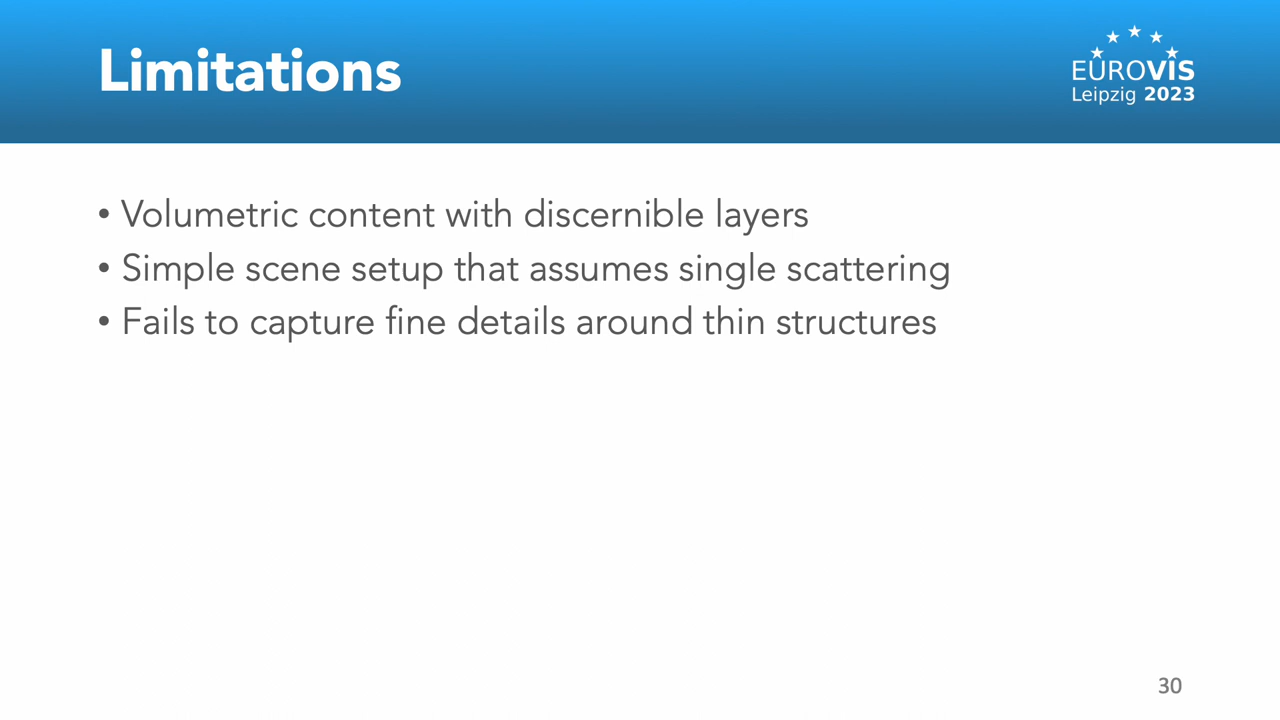 Limitations
EUROVIS
Leipzig 2023
• Volumetric content with discernible layers
• Simple scene setup that assumes single scattering
• Fails to capture fine details around thin structures
30